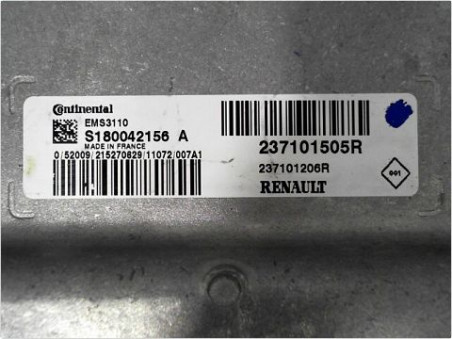 Continental
EMS3110
S180042156 A
MADE IN FRANCE
0/52009/215270829/11072/007A1
237101505R
237101206R
RENAULT
001